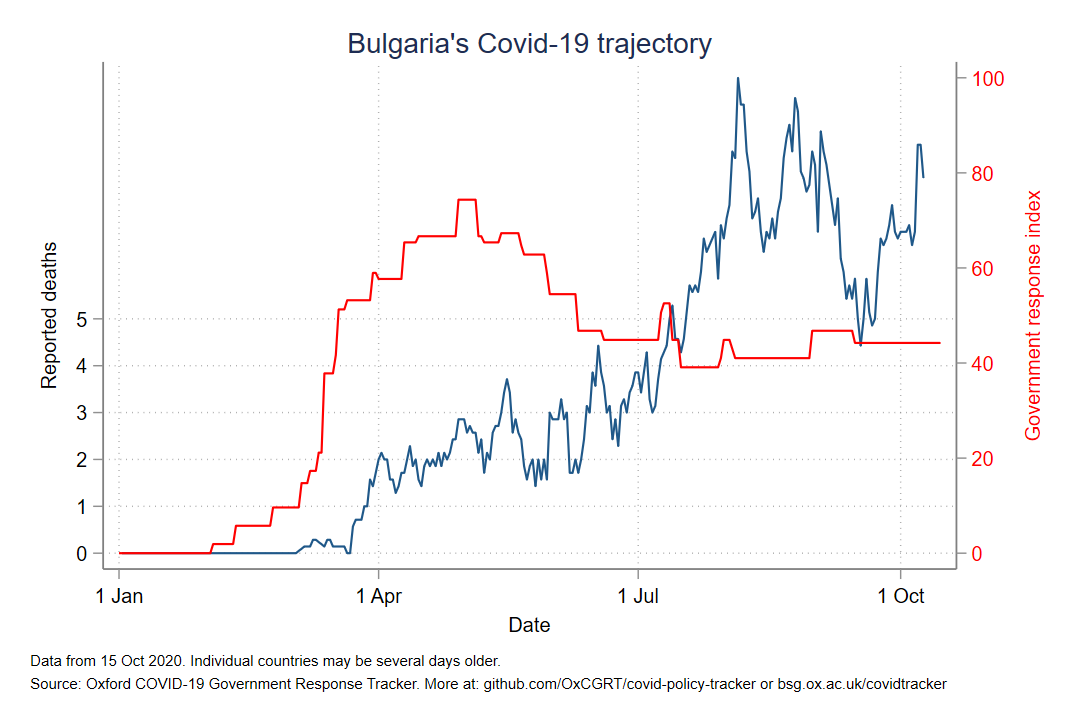 Bulgaria's Covid-19 trajectory
100
80
60
40
20
0
Government response index
5
4
3
2
1
0
Reported deaths
1 Jan
1 Apr
1 Jul
1 Oct
Date
Data from 15 Oct 2020. Individual countries may be several days older.
Source: Oxford COVID-19 Government Response Tracker. More at: github.com/OxCGRT/covid-policy-tracker or bsg.ox.ac.uk/covidtracker